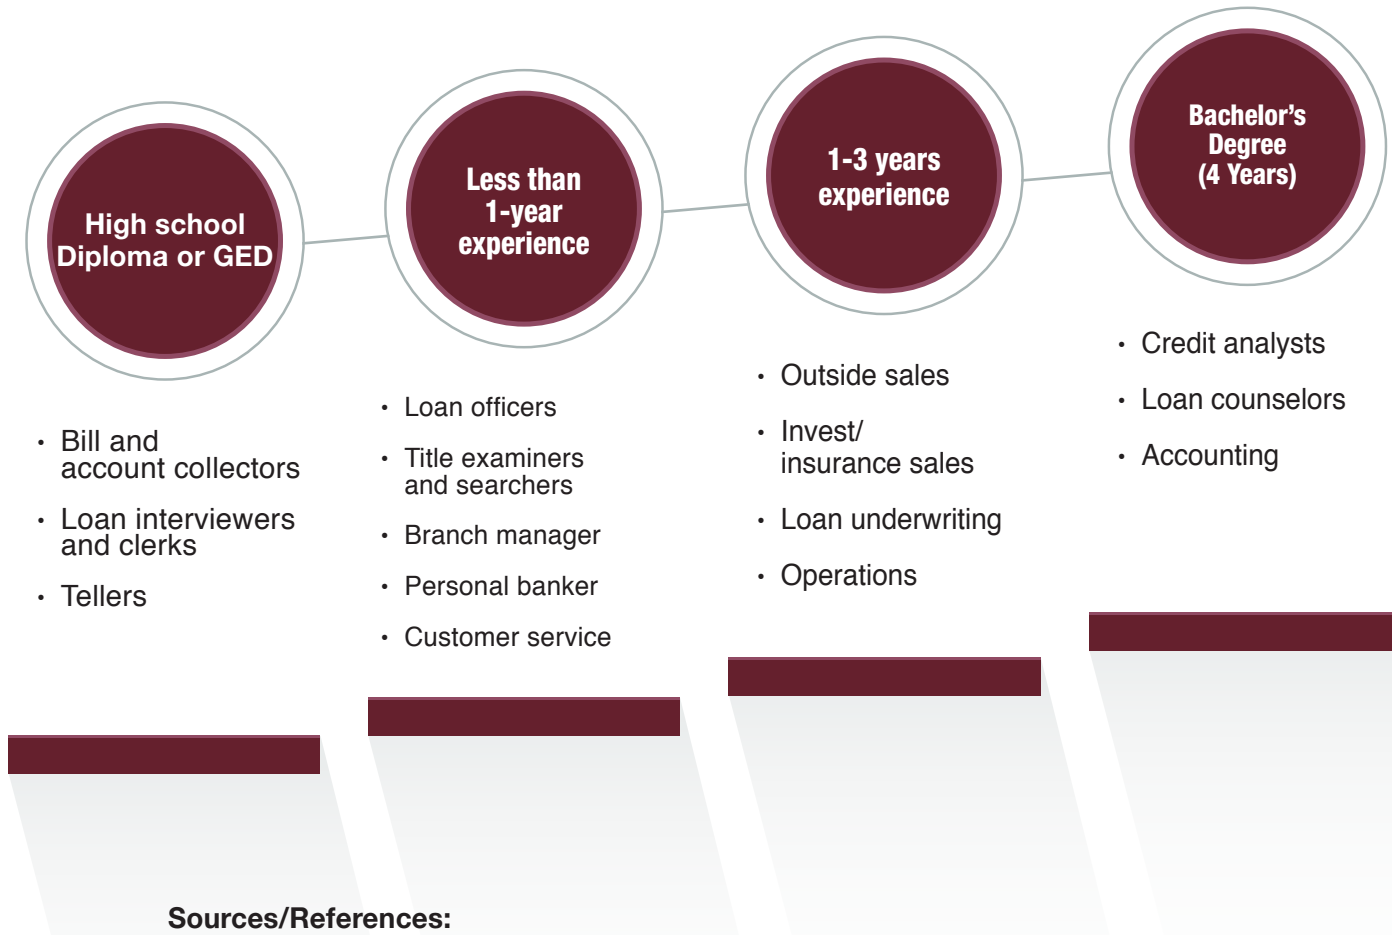 High school
Diploma or GED
• Bill and
account collectors
• Loan interviewers
and clerks
• Tellers
Less than
1-year
experience
• Loan officers
• Title examiners
and searchers
• Branch manager
• Personal banker
• Customer service
1-3 years
experience
• Outside sales
• Invest/
insurance sales
• Loan underwriting
• Operations
Bachelor’s
Degree
(4 Years)
• Credit analysts
• Loan counselors
• Accounting
Sources/References: